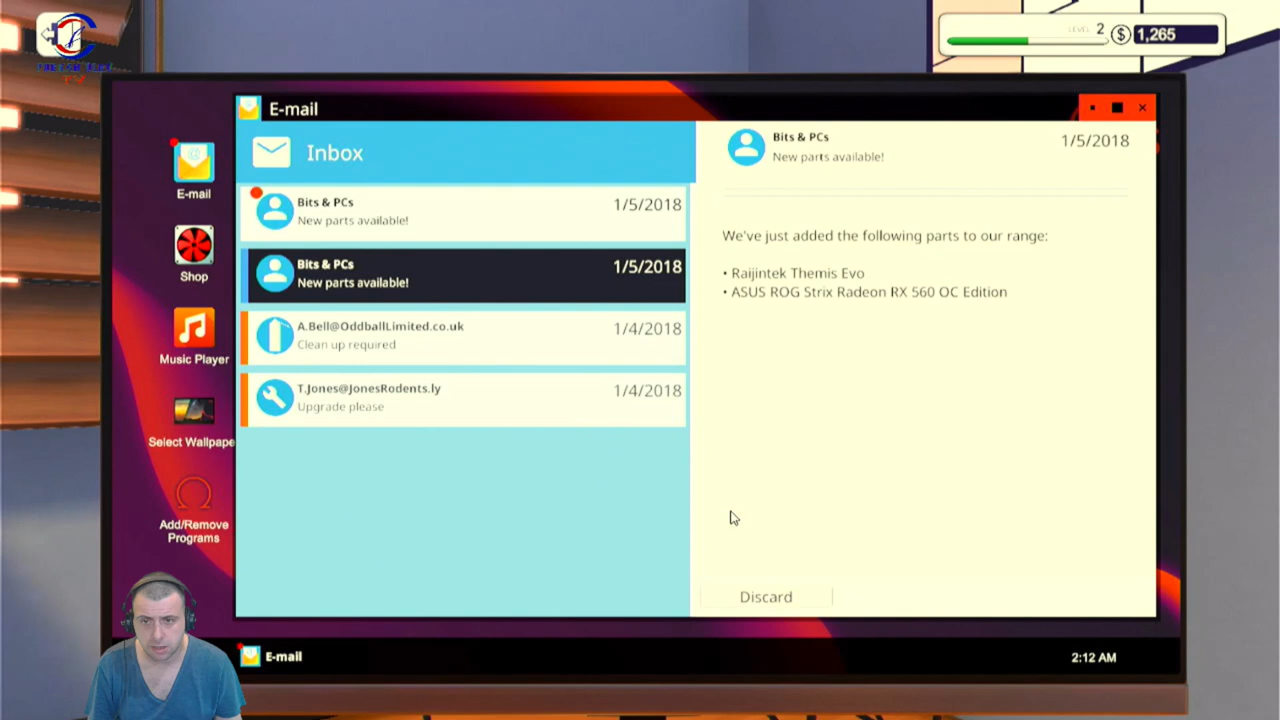 LEVEL 2
$ 1,265
E-mail
Inbox
Bits & PCs
New parts available!
1/5/2018
Bits & PCs
New parts available!
1/5/2018
A.Bell@OddballLimited.co.uk
Clean up required
1/4/2018
T.Jones@JonesRodents.ly
Upgrade please
1/4/2018
Bits & PCs
New parts available!
1/5/2018
We've just added the following parts to our range:
• Raijintek Themis Evo
• ASUS ROG Strix Radeon RX 560 OC Edition
Discard
E-mail
Shop
Music Player
Select Wallpape
Add/Remove
Programs
E-mail
2:12 AM